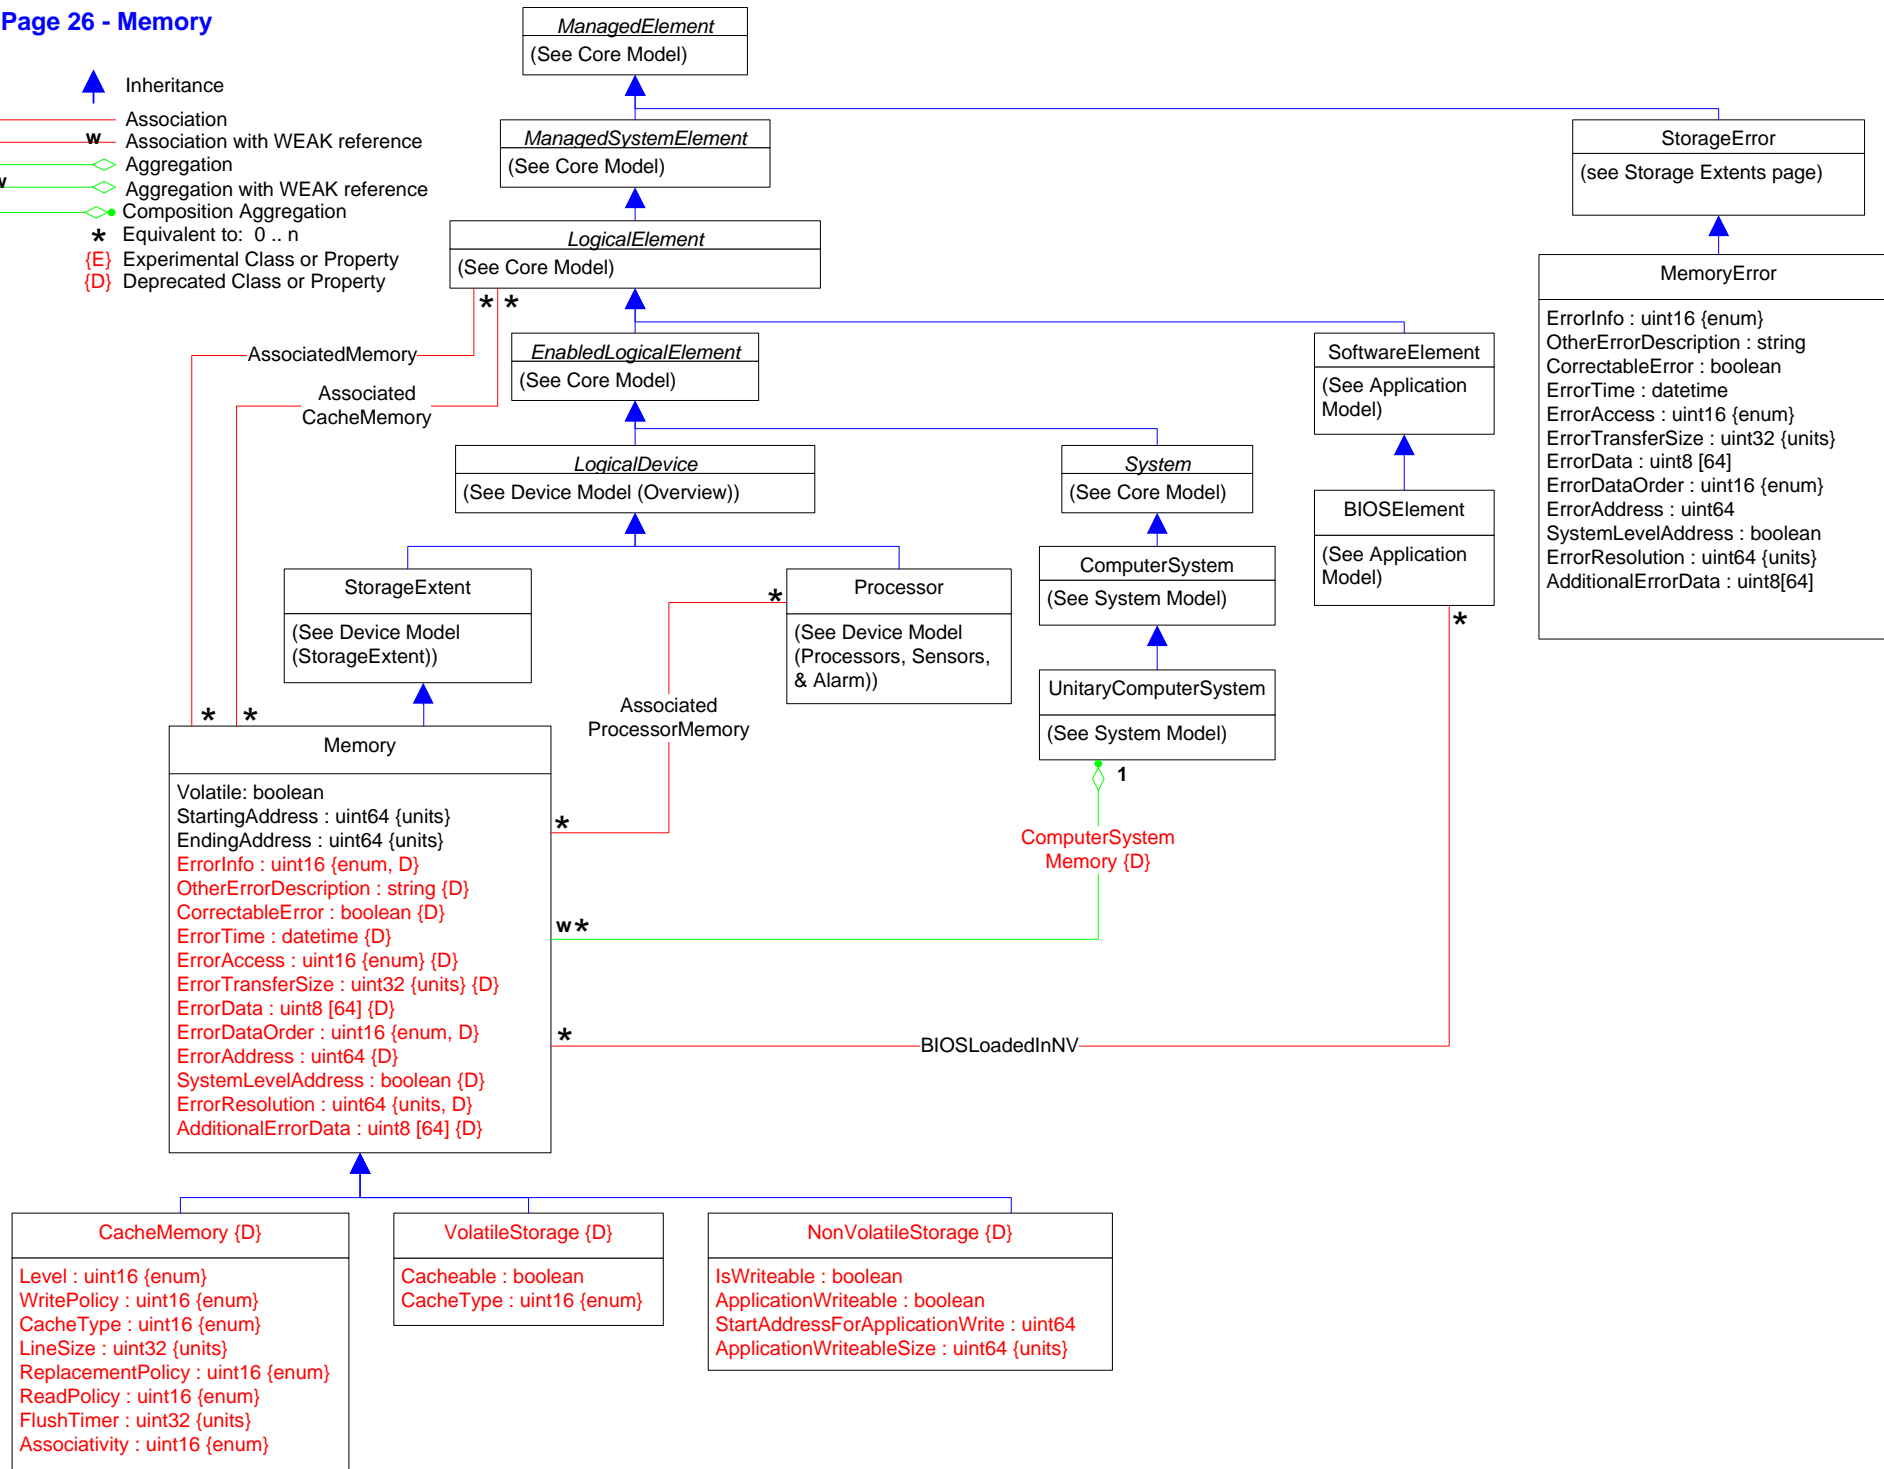 Page 26 - Memory
Inheritance
Association
w
Association with WEAK reference
Aggregation
w
Aggregation with WEAK reference
Composition Aggregation
* Equivalent to: 0 .. n
{E} Experimental Class or Property
{D} Deprecated Class or Property
ManagedElement
(See Core Model)
ManagedSystemElement
(See Core Model)
StorageError
(see Storage Extents page)
LogicalElement
(See Core Model)
* *
MemoryError
ErrorInfo : uint16 {enum}
OtherErrorDescription : string
CorrectableError : boolean
ErrorTime : datetime
ErrorAccess : uint16 {enum}
ErrorTransferSize : uint32 {units}
ErrorData : uint8 [64]
ErrorDataOrder : uint16 {enum}
ErrorAddress : uint64
SystemLevelAddress : boolean
ErrorResolution : uint64 {units}
AdditionalErrorData : uint8[64]
AssociatedMemory
Associated
CacheMemory
EnabledLogicalElement
(See Core Model)
SoftwareElement
(See Application
Model)
LogicalDevice
(See Device Model (Overview))
System
(See Core Model)
BIOSElement
(See Application
Model)
*
StorageExtent
(See Device Model
(StorageExtent))
*
Processor
(See Device Model
(Processors, Sensors,
& Alarm))
ComputerSystem
(See System Model)
UnitaryComputerSystem
(See System Model)
1
Associated
ProcessorMemory
* *
Memory
Volatile: boolean
StartingAddress : uint64 {units}
EndingAddress : uint64 {units}
ErrorInfo : uint16 {enum, D}
OtherErrorDescription : string {D}
CorrectableError : boolean {D}
ErrorTime : datetime {D}
ErrorAccess : uint16 {enum} {D}
ErrorTransferSize : uint32 {units} {D}
ErrorData : uint8 [64] {D}
ErrorDataOrder : uint16 {enum, D}
ErrorAddress : uint64 {D}
SystemLevelAddress : boolean {D}
ErrorResolution : uint64 {units, D}
AdditionalErrorData : uint8 [64] {D}
*
ComputerSystem
Memory {D}
w *
*
BIOSLoadedInNV
CacheMemory {D}
Level : uint16 {enum}
WritePolicy : uint16 {enum}
CacheType : uint16 {enum}
LineSize : uint32 {units}
ReplacementPolicy : uint16 {enum}
ReadPolicy : uint16 {enum}
FlushTimer : uint32 {units}
Associativity : uint16 {enum}
VolatileStorage {D}
Cacheable : boolean
CacheType : uint16 {enum}
NonVolatileStorage {D}
IsWriteable : boolean
ApplicationWriteable : boolean
StartAddressForApplicationWrite : uint64
ApplicationWriteableSize : uint64 {units}